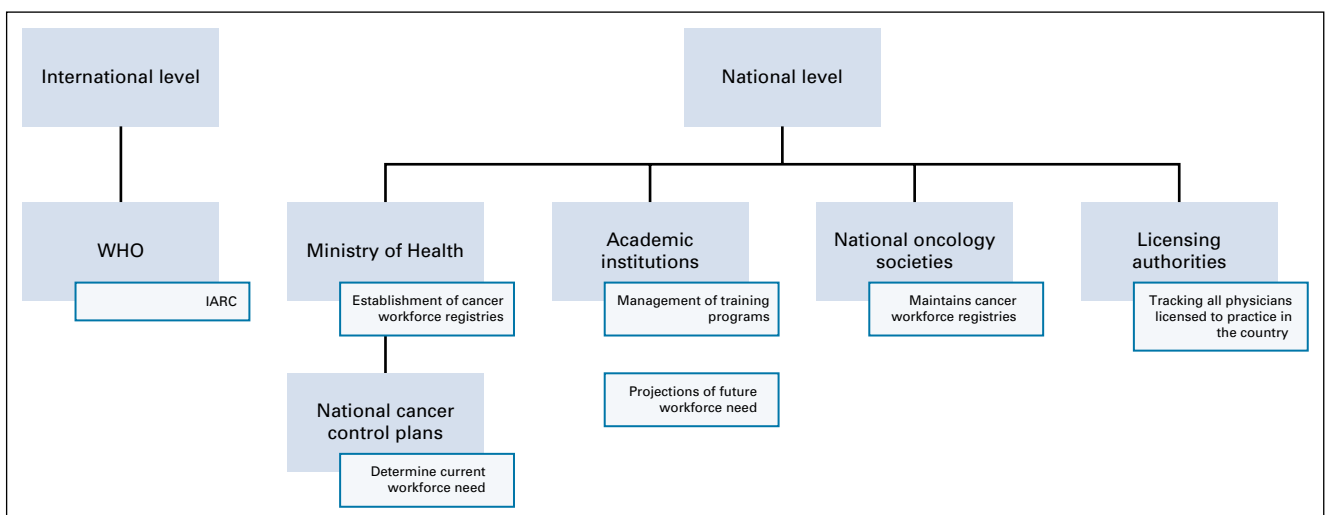 International level
National level
WHO
IARC
Ministry of Health
Establishment of cancer
workforce registries
Academic
institutions
Management of training
programs
National oncology
societies
Maintains cancer
workforce registries
Licensing
authorities
Tracking all physicians
licensed to practice in
the country
Projections of future
workforce need
National cancer
control plans
Determine current
workforce need